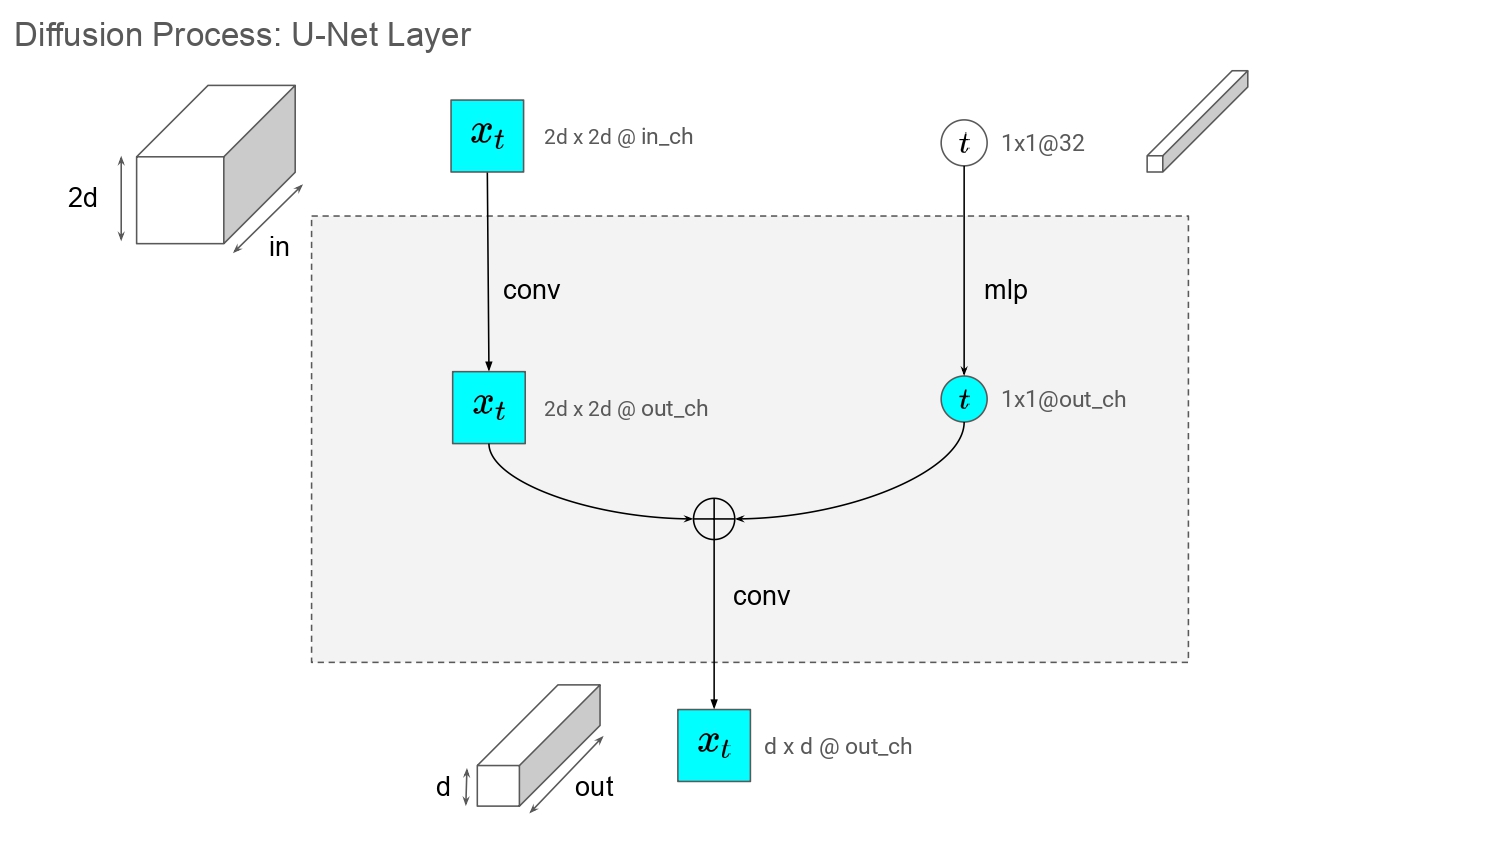 Diffusion Process: U-Net Layer
x_t
2d x 2d @ in_ch
t
1x1@32
2d
in
conv
mlp
x_t
2d x 2d @ out_ch
t
1x1@out_ch
conv
x_t
d x d @ out_ch
d
out